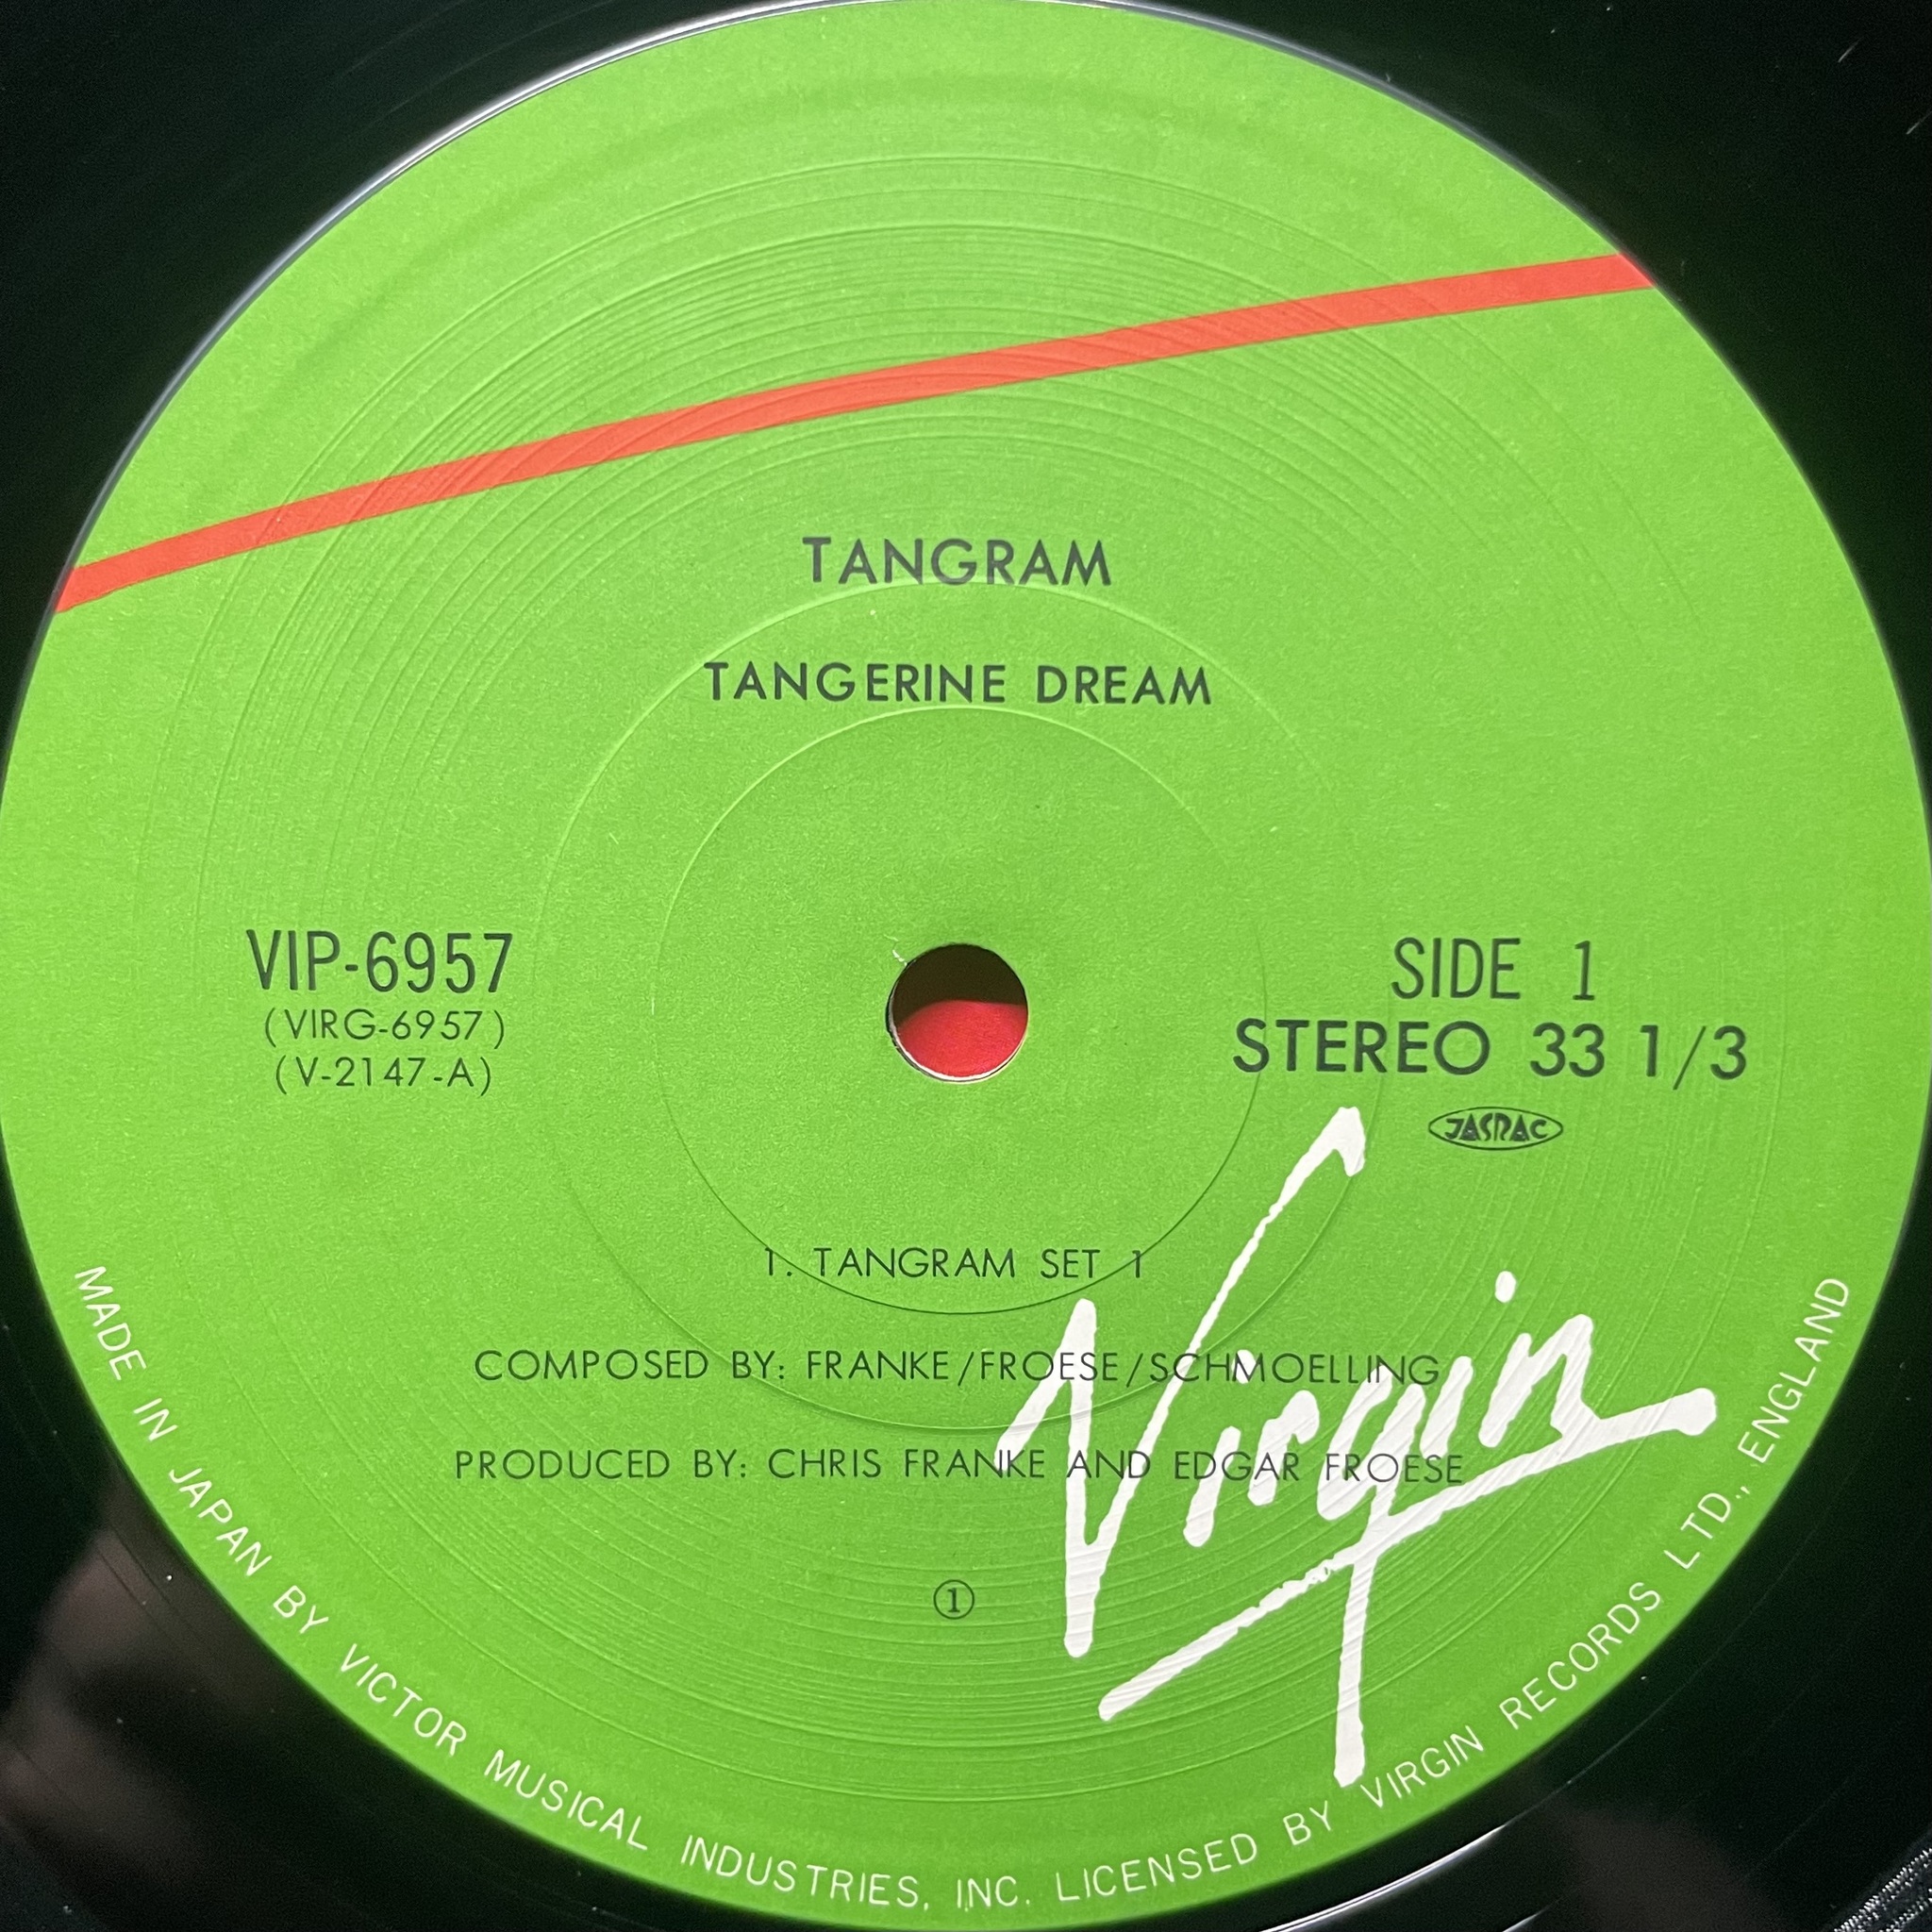 TANGRAM
TANGERINE DREAM
VIP-6957
(VIRG-6957)
(V-2147-A)
SIDE 1
STEREO 33 1/3
JASRAC
1. TANGRAM SET 1
COMPOSED BY: FRANKE/FROESE/SCHMOELLING
PRODUCED BY: CHRIS FRANKE AND EDGAR FROESE
Virgin
①
MADE IN JAPAN BY VICTOR MUSICAL INDUSTRIES, INC. LICENSED BY VIRGIN RECORDS LTD., ENGLAND